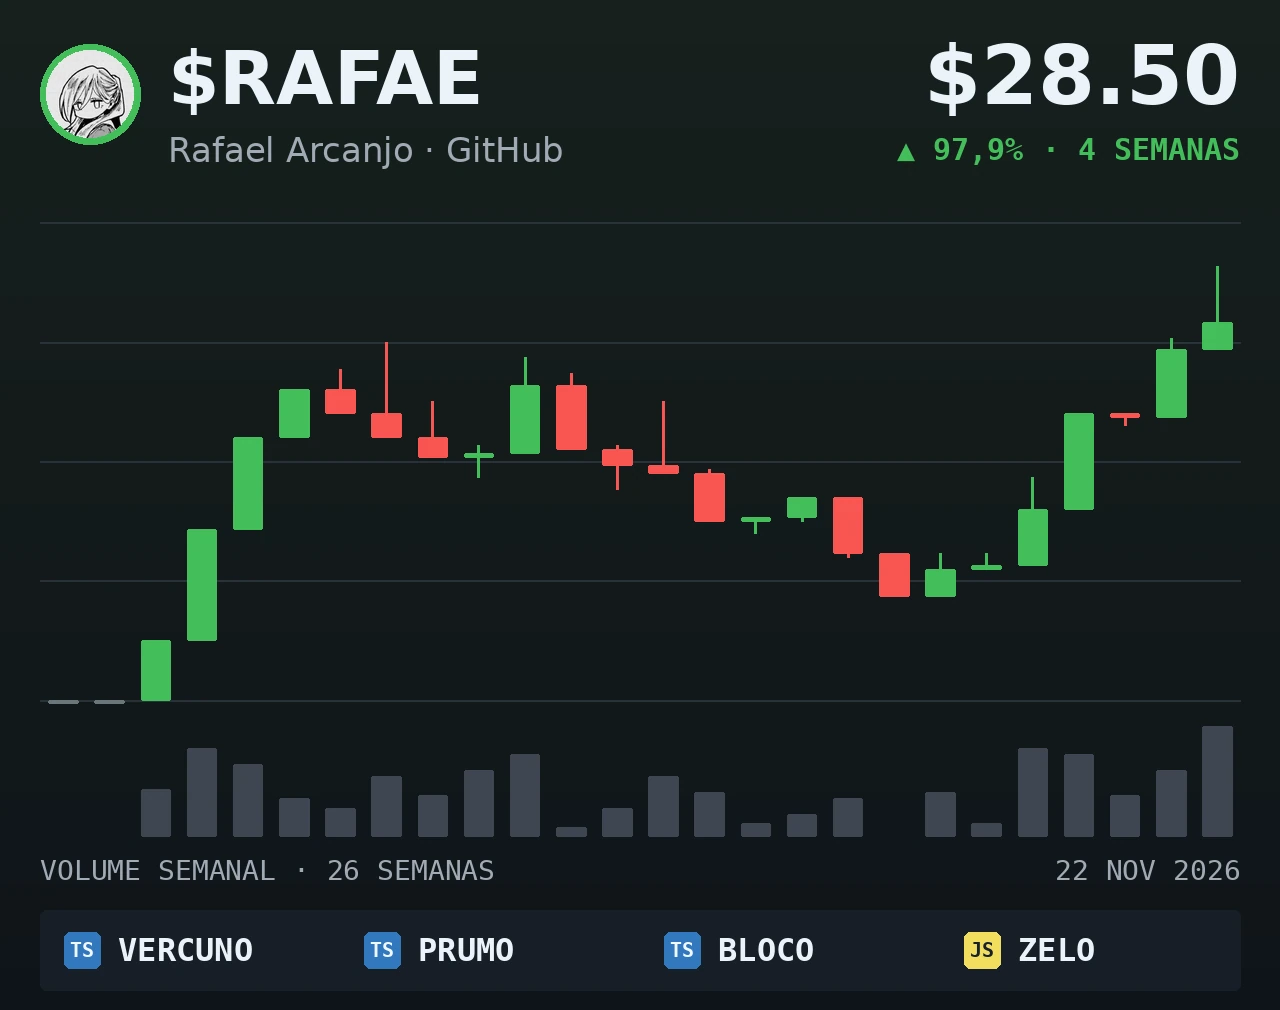 $RAFAE
$28.50
Rafael Arcanjo · GitHub
▲ 97,9% · 4 SEMANAS
VOLUME SEMANAL · 26 SEMANAS
22 NOV 2026
TS VERCUNO
TS PRUMO
TS BLOCO
JS ZELO